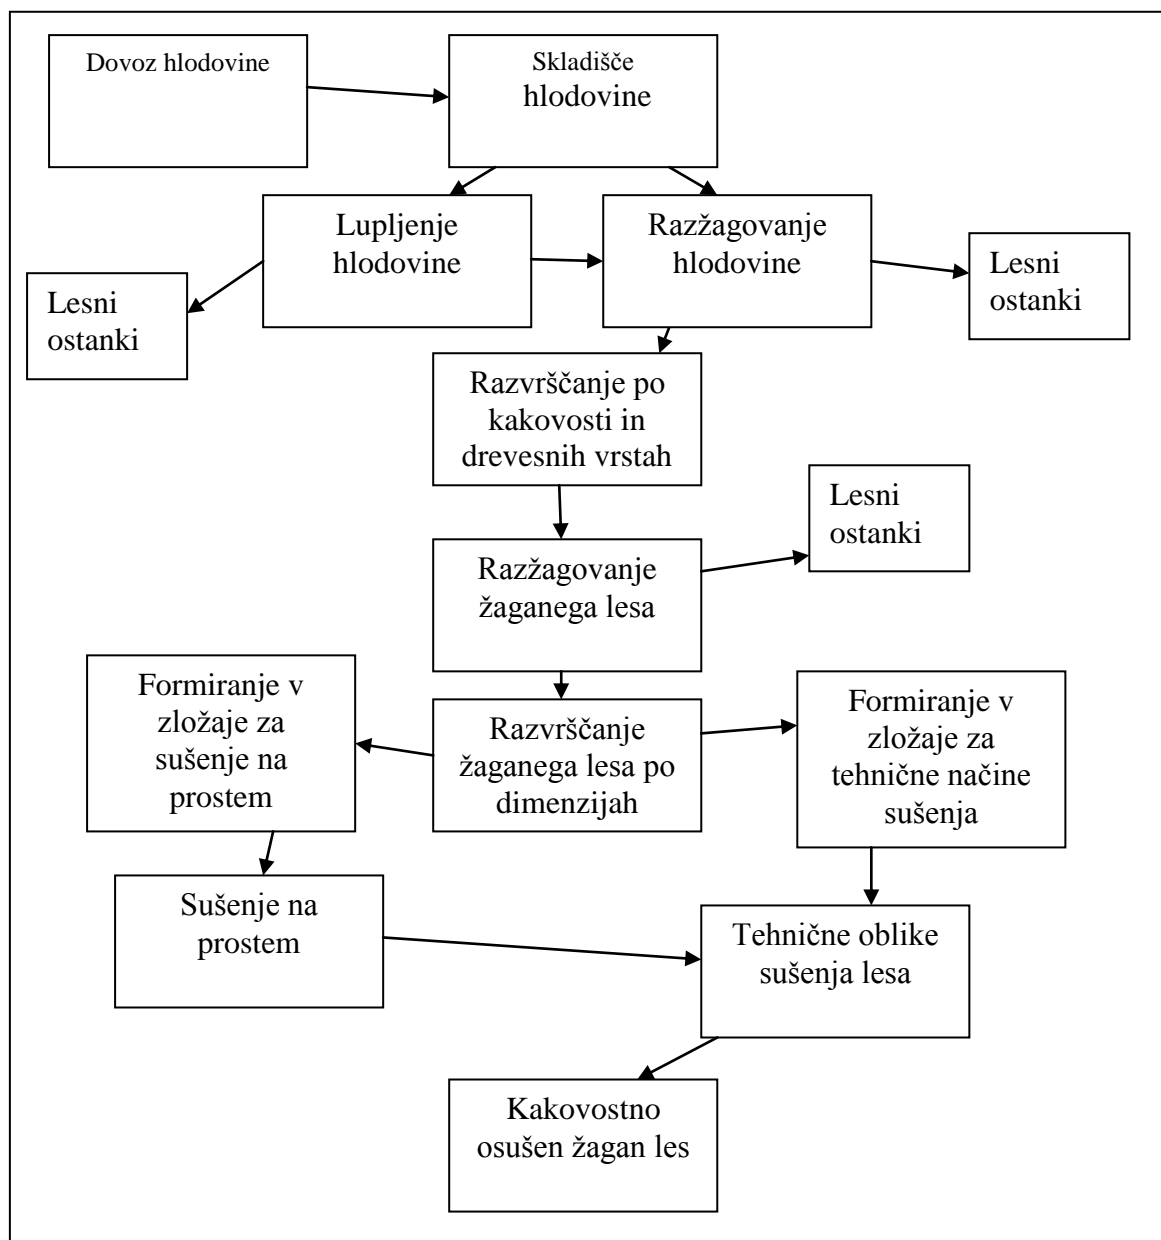 Dovoz hlodovine
Skladišče
hlodovine
Lupljenje
hlodovine
Razžagovanje
hlodovine
Lesni
ostanki
Lesni
ostanki
Razvrščanje po
kakovosti in
drevesnih vrstah
Lesni
ostanki
Razžagovanje
žaganega lesa
Formiranje v
zložaje za
sušenje na
prostem
Razvrščanje
žaganega lesa po
dimenzijah
Formiranje v
zložaje za
tehnične načine
sušenja
Sušenje na
prostem
Tehnične oblike
sušenja lesa
Kakovostno
osušen žagan les